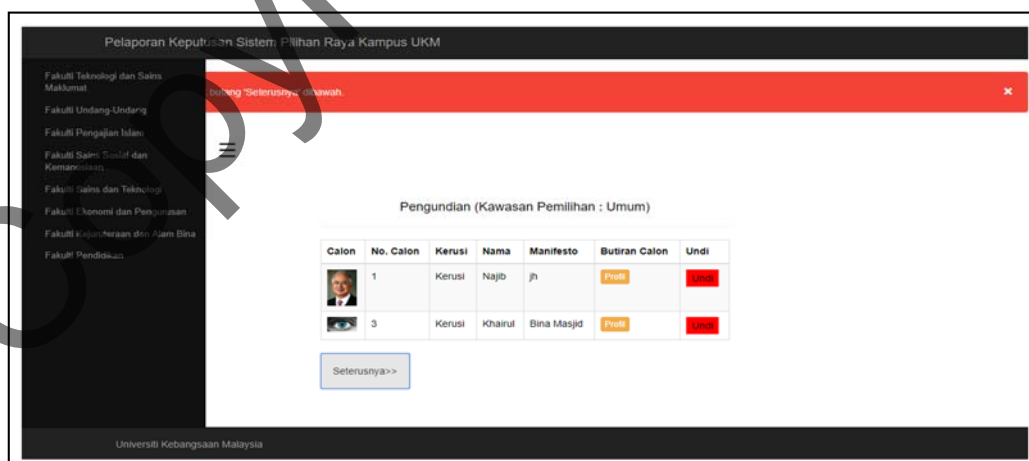 Pelaporan Keputusan Sistem Pilihan Raya Kampus UKM
Fakulti Teknologi dan Sains
Maklumat
Fakulti Undang-Undang
Fakulti Pengajian Islam
Fakulti Sains Sosial dan
Kemanusiaan
Fakulti Sains dan Teknologi
Fakulti Ekonomi dan Pengurusan
Fakulti Kejuruteraan dan Alam Bina
Fakulti Pendidikan
butang 'Seterusnya' dibawah. ×
Pengundian (Kawasan Pemilihan : Umum)
Calon No. Calon Kerusi Nama Manifesto Butiran Calon Undi
1 Kerusi Najib jh Profil Undi
3 Kerusi Khairul Bina Masjid Profil Undi
Seterusnya>>
Universiti Kebangsaan Malaysia